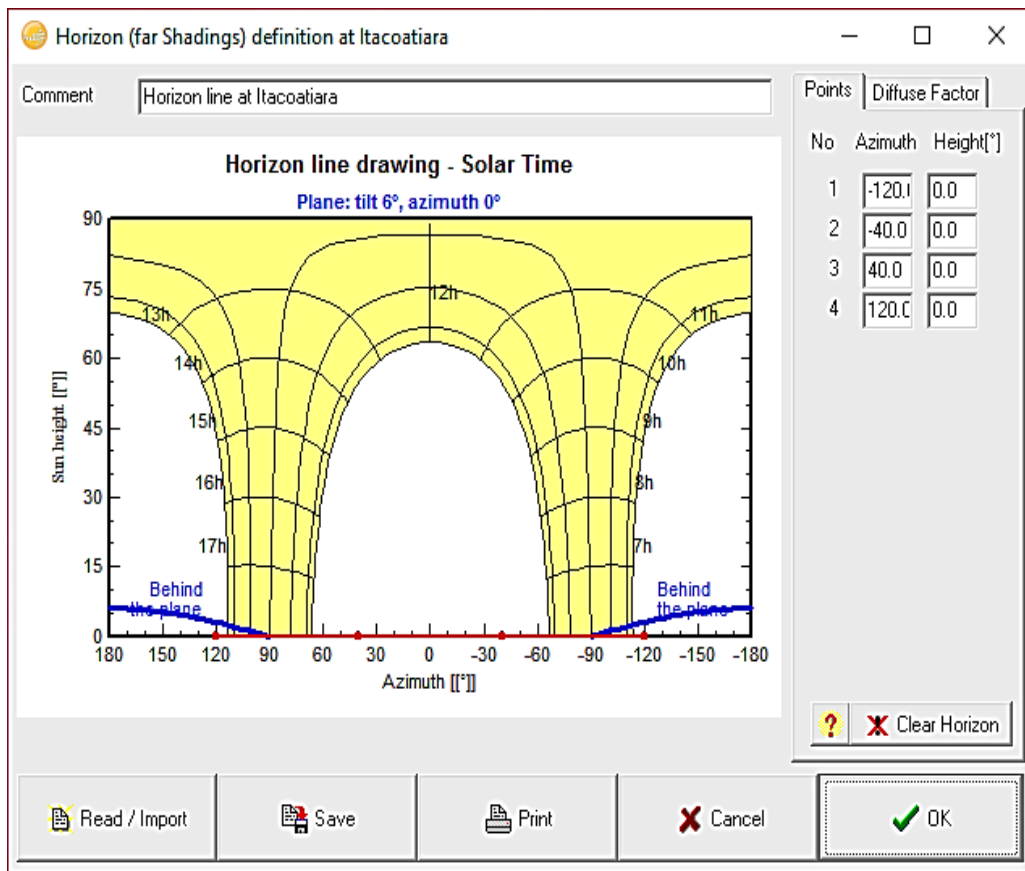 Horizon (far Shadings) definition at Itacoatiara
Comment Horizon line at Itacoatiara
Points Diffuse Factor
No Azimuth Height[°]
1 -120.( 0.0
2 -40.0 0.0
3 40.0 0.0
4 120.0 0.0
Horizon line drawing - Solar Time
Plane: tilt 6°, azimuth 0°
90
75
60
45
30
15
0
Sun height [[°]]
12h
13h 11h
14h 10h
15h 9h
16h 8h
17h 7h
Behind the plane
Behind the plane
180 150 120 90 60 30 0 -30 -60 -90 -120 -150 -180
Azimuth [[°]]
? Clear Horizon
Read / Import Save Print Cancel OK